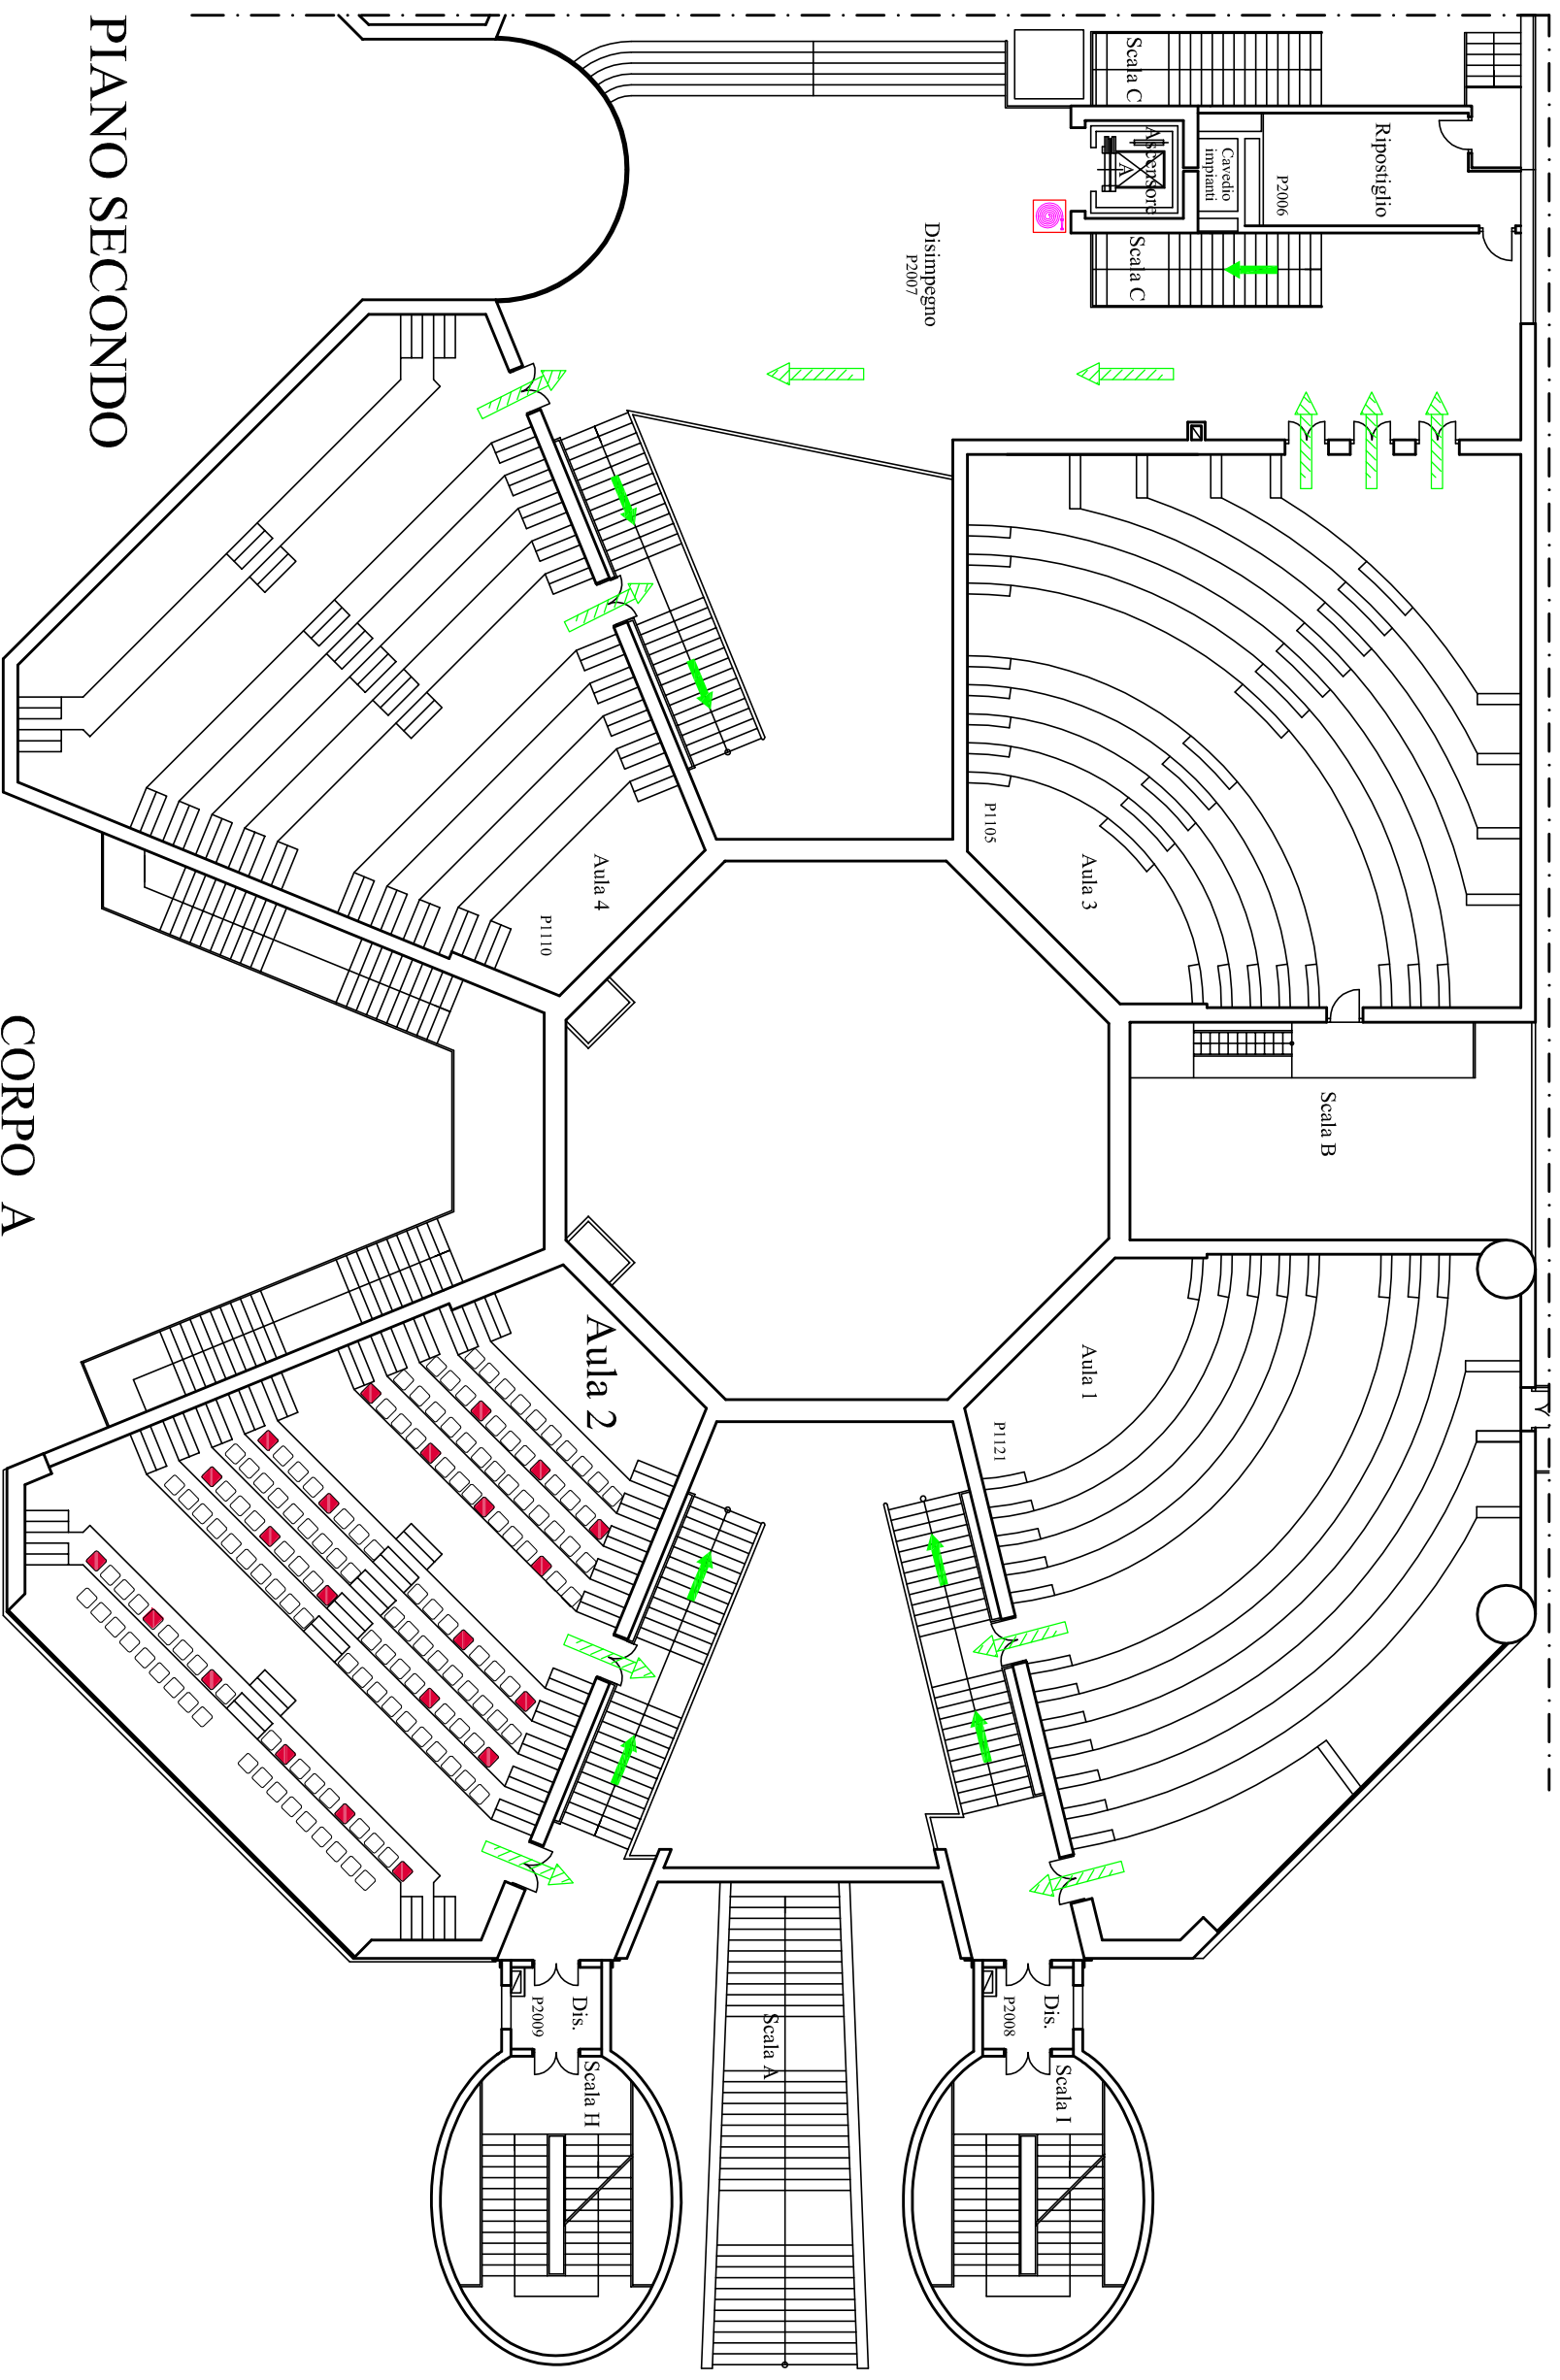 PIANO SECONDO
CORPO A
Scala C
Ascensore
A
Cavedio
impianti
P2006
Ripostiglio
Scala C
Disimpegno
P2007
P1105
Aula 3
Aula 4
P1110
Scala B
Aula 2
Aula 1
P1121
Dis.
P2009
Scala H
Scala A
Dis.
P2008
Scala I